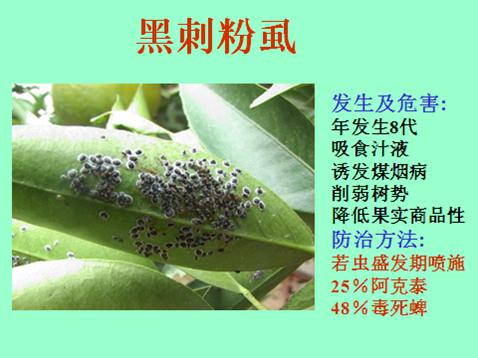 黑刺粉虱
发生及危害:
年发生8代
吸食汁液
诱发煤烟病
削弱树势
降低果实商品性
防治方法:
若虫盛发期喷施
25%阿克泰
48%毒死蜱